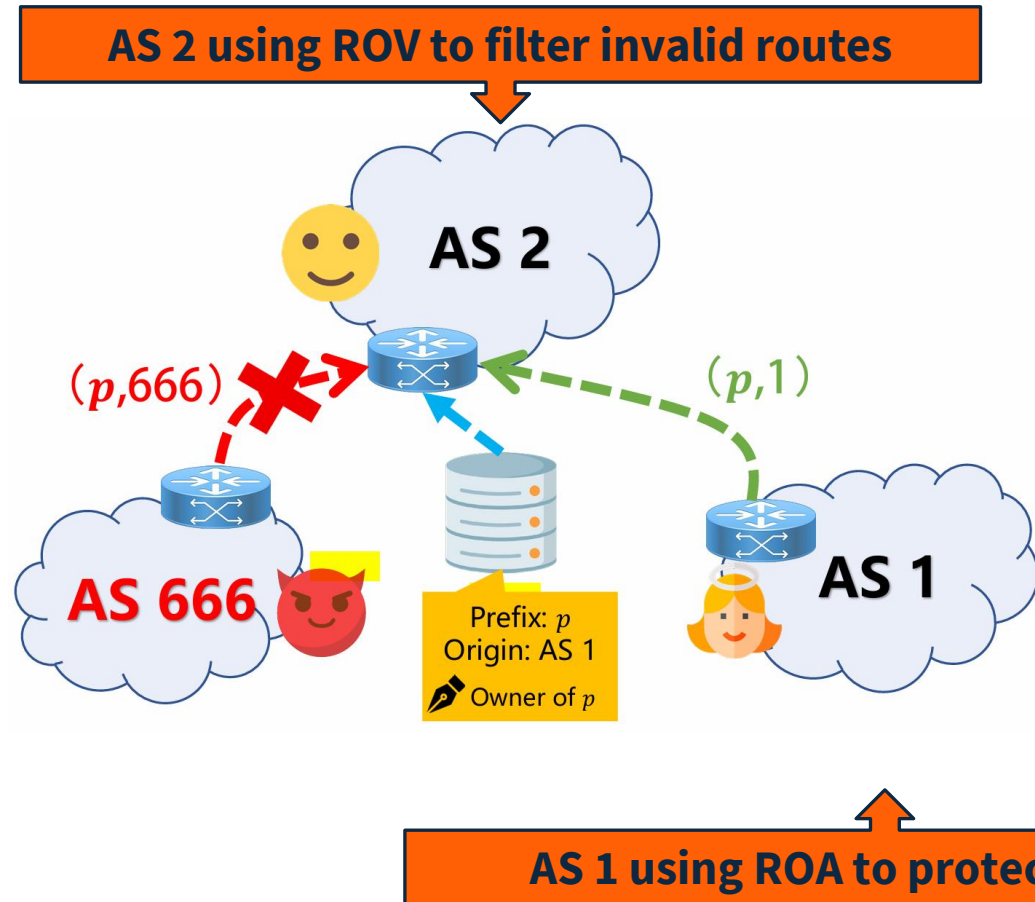 AS 2 using ROV to filter invalid routes
AS 2
(p,666)
(p,1)
AS 666
AS 1
Prefix: p
Origin: AS 1
Owner of p
AS 1 using ROA to